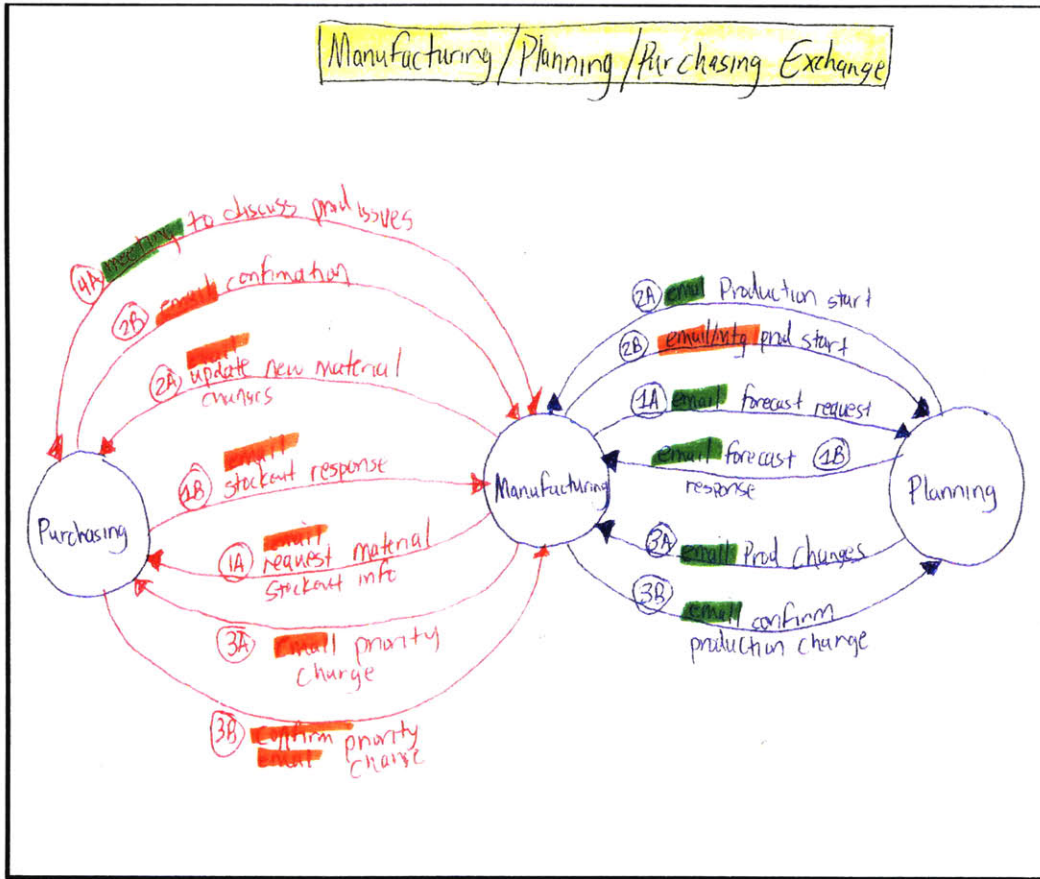 Manufacturing/Planning/Purchasing Exchange
4A meeting to discuss prod issues
2B email confimation
2A email
update new material
changes
1B email
stockout response
1A email
request material
stockout info
3A email priority
change
3B confirm priority
email change
Purchasing
Manufacturing
Planning
2A email Production start
2B email/mtg prod start
1A email forecast request
email forecast 1B
response
3A email Prod changes
3B email confirm
production change